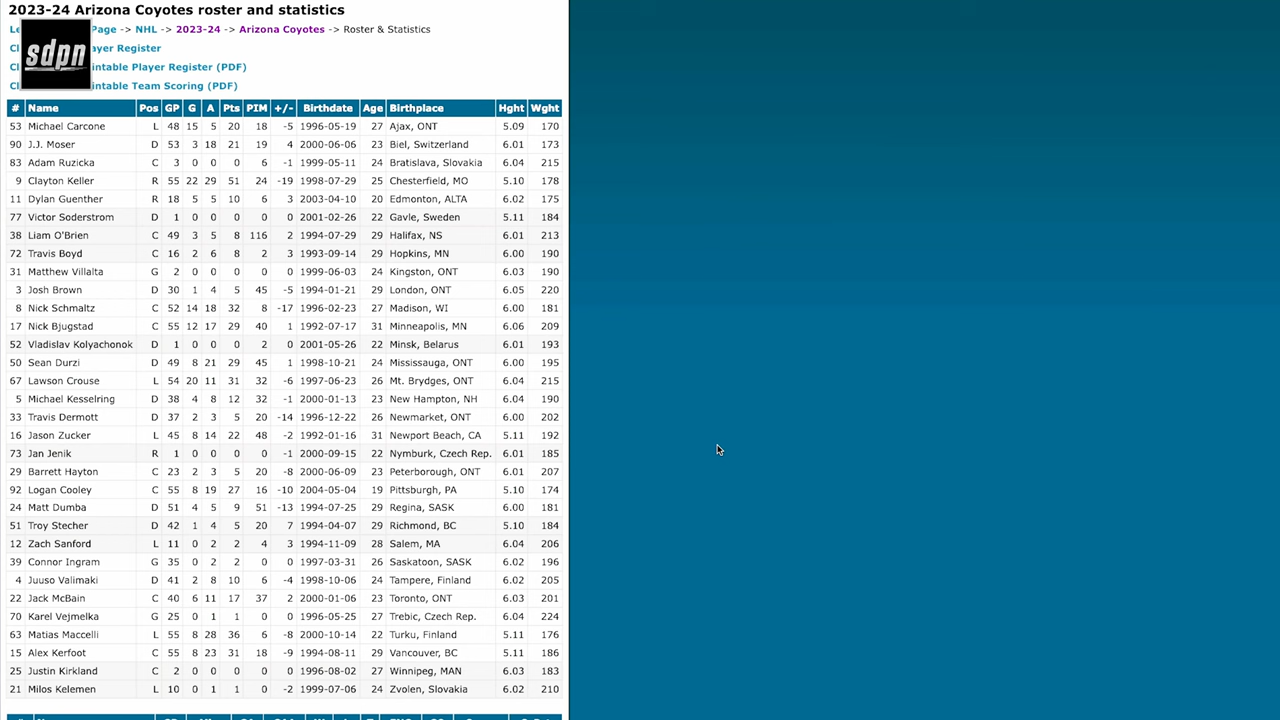 2023-24 Arizona Coyotes roster and statistics
Page -> NHL -> 2023-24 -> Arizona Coyotes -> Roster & Statistics
sdpn
ayer Register
intable Player Register (PDF)
intable Team Scoring (PDF)
# Name Pos GP G A Pts PIM +/- Birthdate Age Birthplace Hght Wght
53 Michael Carcone L 48 15 5 20 18 -5 1996-05-19 27 Ajax, ONT 5.09 170
90 J.J. Moser D 53 3 18 21 19 4 2000-06-06 23 Biel, Switzerland 6.01 173
83 Adam Ruzicka C 3 0 0 0 6 -1 1999-05-11 24 Bratislava, Slovakia 6.04 215
9 Clayton Keller R 55 22 29 51 24 -19 1998-07-29 25 Chesterfield, MO 5.10 178
11 Dylan Guenther R 18 5 5 10 6 3 2003-04-10 20 Edmonton, ALTA 6.02 175
77 Victor Soderstrom D 1 0 0 0 0 0 2001-02-26 22 Gavle, Sweden 5.11 184
38 Liam O'Brien C 49 3 5 8 116 2 1994-07-29 29 Halifax, NS 6.01 213
72 Travis Boyd C 16 2 6 8 2 3 1993-09-14 29 Hopkins, MN 6.00 190
31 Matthew Villalta G 2 0 0 0 0 0 1999-06-03 24 Kingston, ONT 6.03 190
3 Josh Brown D 30 1 4 5 45 -5 1994-01-21 29 London, ONT 6.05 220
8 Nick Schmaltz C 52 14 18 32 8 -17 1996-02-23 27 Madison, WI 6.00 181
17 Nick Bjugstad C 55 12 17 29 40 1 1992-07-17 31 Minneapolis, MN 6.06 209
52 Vladislav Kolyachonok D 1 0 0 0 2 0 2001-05-26 22 Minsk, Belarus 6.01 193
50 Sean Durzi D 49 8 21 29 45 1 1998-10-21 24 Mississauga, ONT 6.00 195
67 Lawson Crouse L 54 20 11 31 32 -6 1997-06-23 26 Mt. Brydges, ONT 6.04 215
5 Michael Kesselring D 38 4 8 12 32 -1 2000-01-13 23 New Hampton, NH 6.04 190
33 Travis Dermott D 37 2 3 5 20 -14 1996-12-22 26 Newmarket, ONT 6.00 202
16 Jason Zucker L 45 8 14 22 48 -2 1992-01-16 31 Newport Beach, CA 5.11 192
73 Jan Jenik R 1 0 0 0 0 -1 2000-09-15 22 Nymburk, Czech Rep. 6.01 185
29 Barrett Hayton C 23 2 3 5 20 -8 2000-06-09 23 Peterborough, ONT 6.01 207
92 Logan Cooley C 55 8 19 27 16 -10 2004-05-04 19 Pittsburgh, PA 5.10 174
24 Matt Dumba D 51 4 5 9 51 -13 1994-07-25 29 Regina, SASK 6.00 181
51 Troy Stecher D 42 1 4 5 20 7 1994-04-07 29 Richmond, BC 5.10 184
12 Zach Sanford L 11 0 2 2 4 3 1994-11-09 28 Salem, MA 6.04 206
39 Connor Ingram G 35 0 2 2 0 0 1997-03-31 26 Saskatoon, SASK 6.02 196
4 Juuso Valimaki D 41 2 8 10 6 -4 1998-10-06 24 Tampere, Finland 6.02 205
22 Jack McBain C 40 6 11 17 37 2 2000-01-06 23 Toronto, ONT 6.03 201
70 Karel Vejmelka G 25 0 1 1 0 0 1996-05-25 27 Trebic, Czech Rep. 6.04 224
63 Matias Maccelli L 55 8 28 36 6 -8 2000-10-14 22 Turku, Finland 5.11 176
15 Alex Kerfoot C 55 8 23 31 18 -9 1994-08-11 29 Vancouver, BC 5.11 186
25 Justin Kirkland C 2 0 0 0 0 0 1996-08-02 27 Winnipeg, MAN 6.03 183
21 Milos Kelemen L 10 0 1 1 0 -2 1999-07-06 24 Zvolen, Slovakia 6.02 210